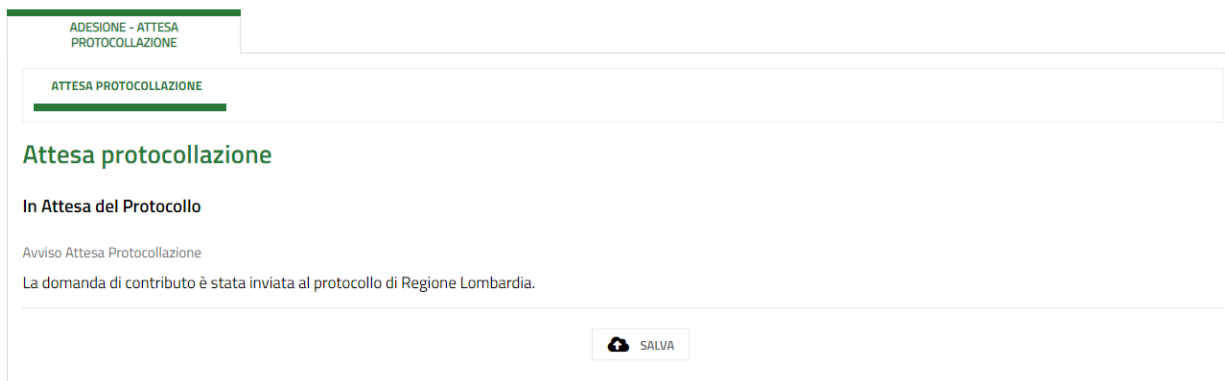 ADESIONE - ATTESA
PROTOCOLLAZIONE
ATTESA PROTOCOLLAZIONE
Attesa protocollazione
In Attesa del Protocollo
Avviso Attesa Protocollazione
La domanda di contributo è stata inviata al protocollo di Regione Lombardia.
SALVA